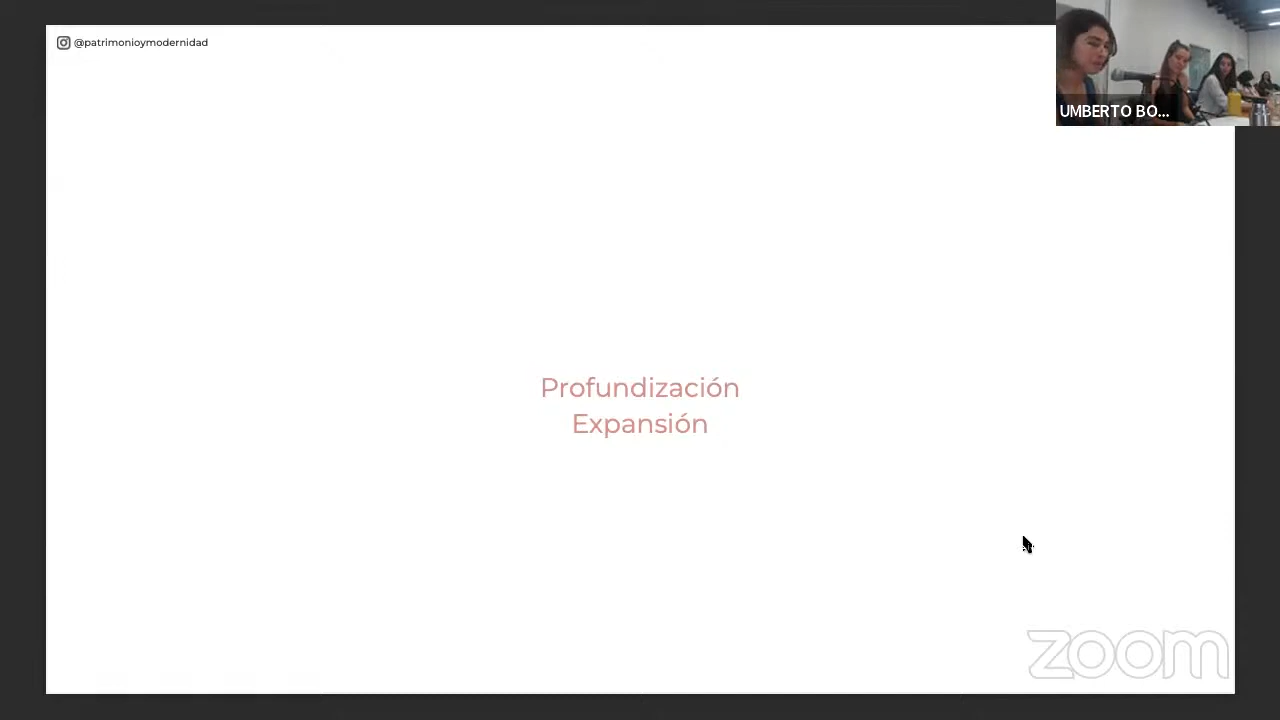 @patrimonioymodernidad
UMBERTO BO...
Profundización
Expansión
zoom